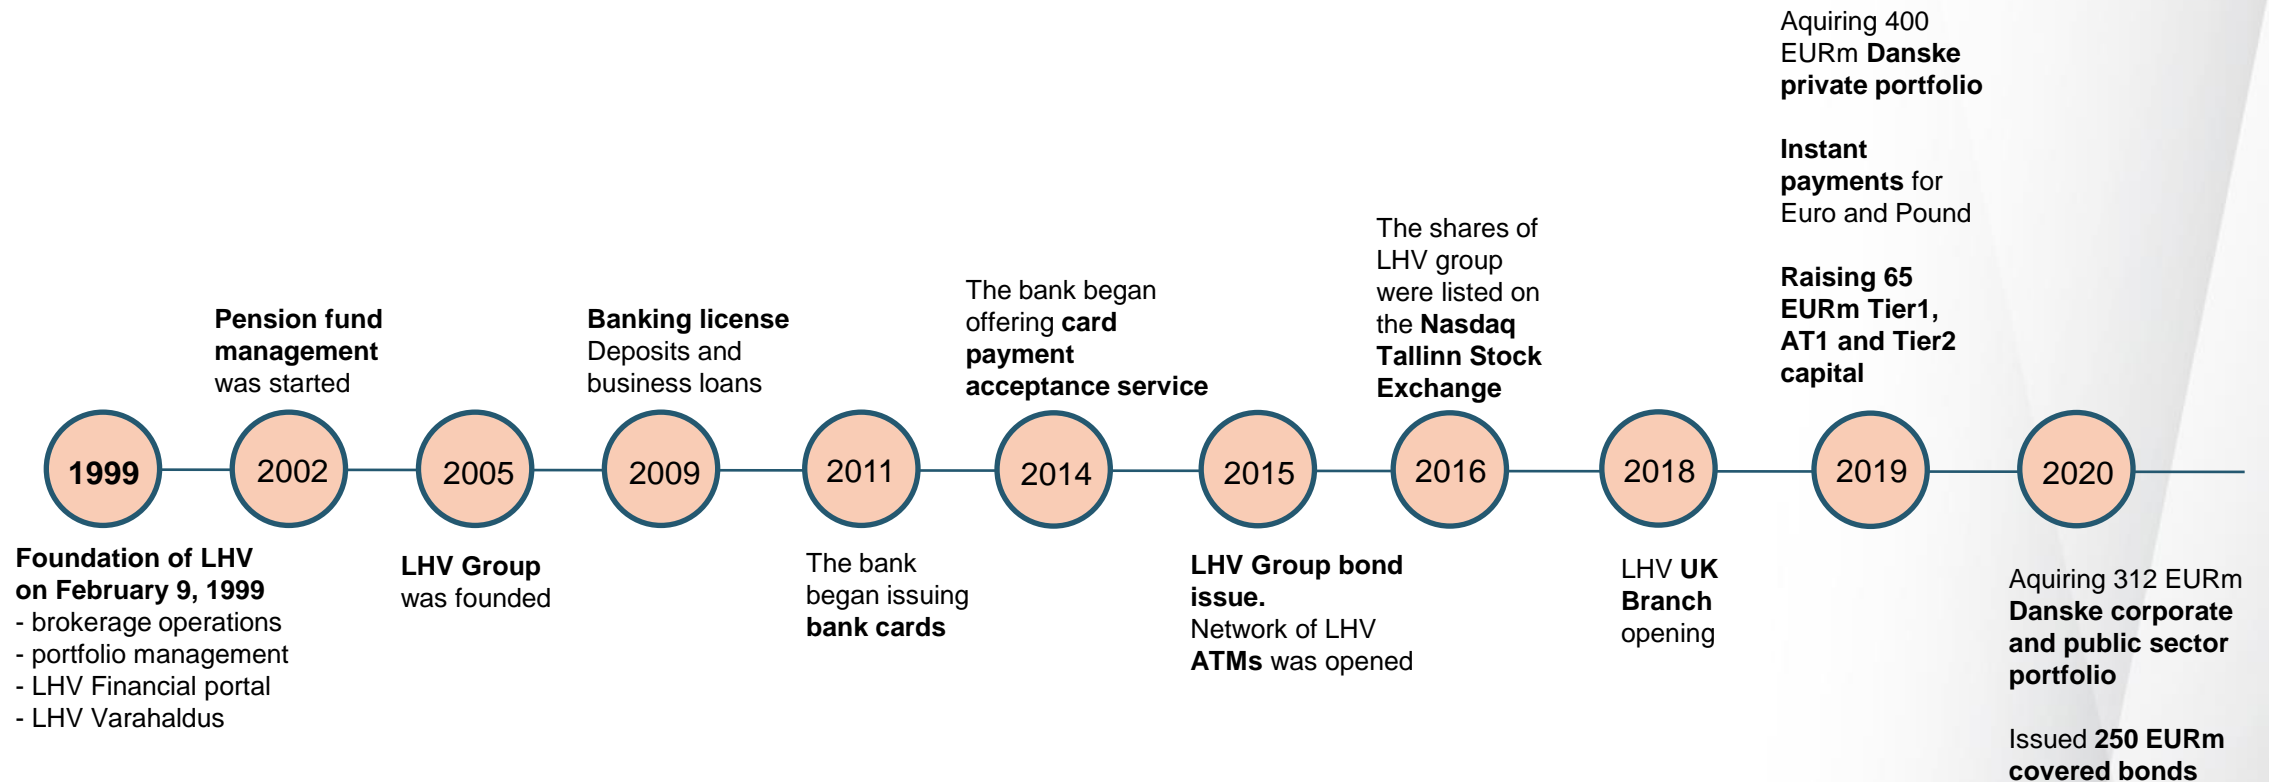 Aquiring 400
EURm Danske
private portfolio
Instant
payments for
Euro and Pound
Raising 65
EURm Tier1,
AT1 and Tier2
capital
The shares of
LHV group
were listed on
the Nasdaq
Tallinn Stock
Exchange
The bank began
offering card
payment
acceptance service
Banking license
Deposits and
business loans
Pension fund
management
was started
1999
2002
2005
2009
2011
2014
2015
2016
2018
2019
2020
Foundation of LHV
on February 9, 1999
- brokerage operations
- portfolio management
- LHV Financial portal
- LHV Varahaldus
LHV Group
was founded
The bank
began issuing
bank cards
LHV Group bond
issue.
Network of LHV
ATMs was opened
LHV UK
Branch
opening
Aquiring 312 EURm
Danske corporate
and public sector
portfolio
Issued 250 EURm
covered bonds